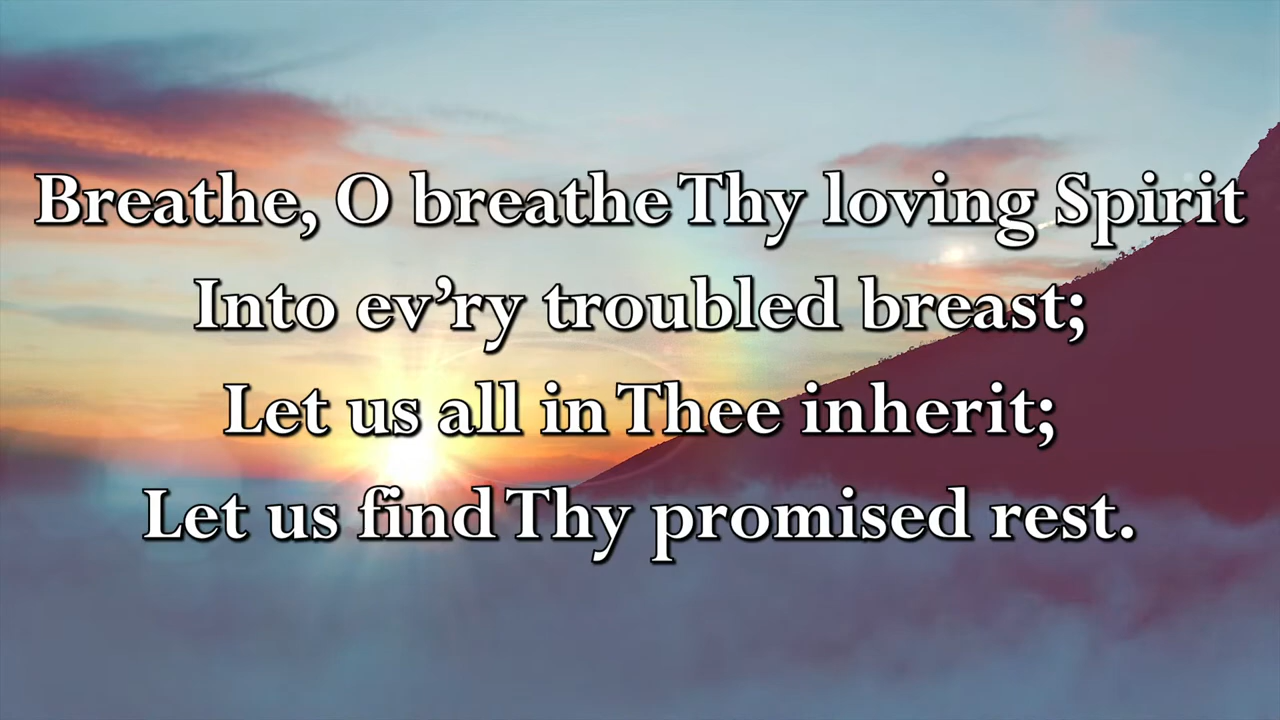 Breathe, O breathe Thy loving Spirit
Into ev’ry troubled breast;
Let us all in Thee inherit;
Let us find Thy promised rest.